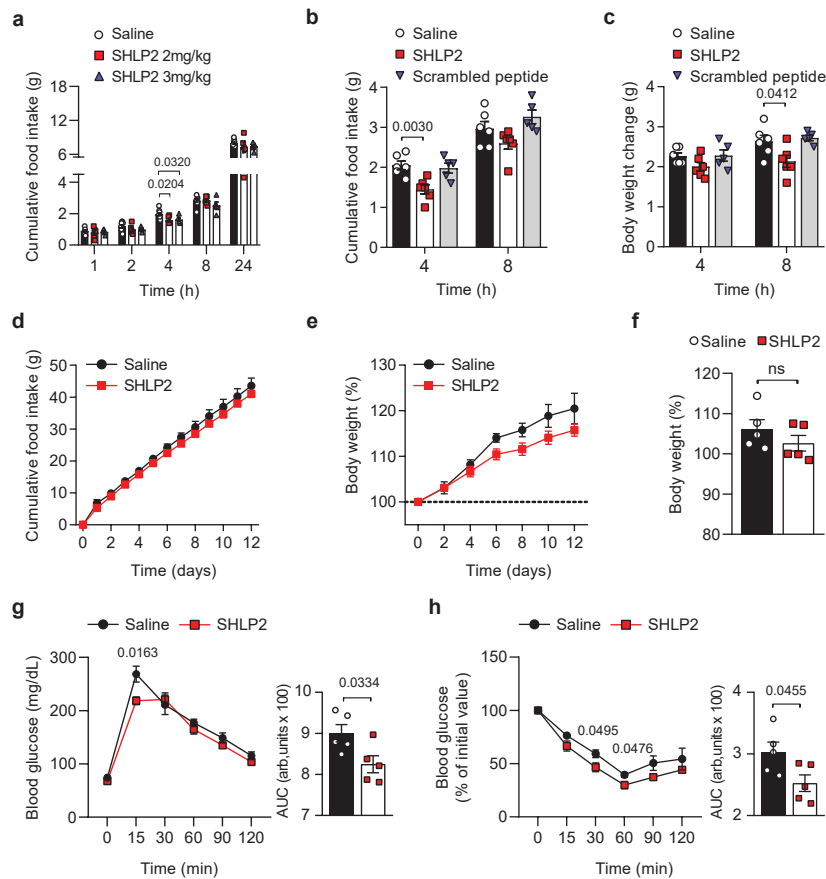 a
Saline
SHLP2 2mg/kg
SHLP2 3mg/kg
Cumulative food intake (g)
18
12
6
4
2
0
0.0320
0.0204
1 2 4 8 24
Time (h)
b
Saline
SHLP2
Scrambled peptide
Cumulative food intake (g)
4
3
2
1
0
0.0030
4 8
Time (h)
c
Saline
SHLP2
Scrambled peptide
Body weight change (g)
4
3
2
1
0
0.0412
4 8
Time (h)
d
Saline
SHLP2
Cumulative food intake (g)
50
40
30
20
10
0
0 2 4 6 8 10 12
Time (days)
e
Saline
SHLP2
Body weight (%)
130
120
110
100
0 2 4 6 8 10 12
Time (days)
f
Saline SHLP2
Body weight (%)
120
110
100
90
80
ns
g
Saline SHLP2
Blood glucose (mg/dL)
300
200
100
0
0.0163
0 15 30 60 90 120
Time (min)
AUC (arb,units x 100)
10
9
8
7
0.0334
h
Saline SHLP2
Blood glucose
(% of initial value)
150
100
50
0
0.0495
0.0476
0 15 30 60 90 120
Time (min)
AUC (arb,units x 100)
4
3
2
0.0455